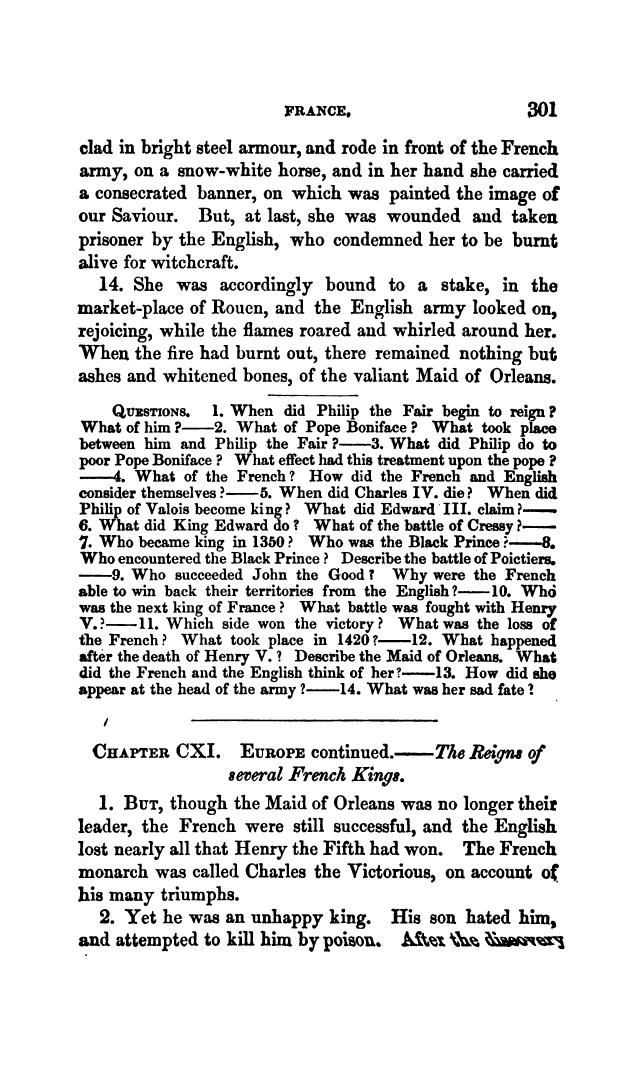 FRANCE. 301
clad in bright steel armour, and rode in front of the French
army, on a snow-white horse, and in her hand she carried
a consecrated banner, on which was painted the image of
our Saviour. But, at last, she was wounded and taken
prisoner by the English, who condemned her to be burnt
alive for witchcraft.
14. She was accordingly bound to a stake, in the
market-place of Rouen, and the English army looked on,
rejoicing, while the flames roared and whirled around her.
When the fire had burnt out, there remained nothing but
ashes and whitened bones, of the valiant Maid of Orleans.
QUESTIONS. 1. When did Philip the Fair begin to reign?
What of him?——2. What of Pope Boniface? What took place
between him and Philip the Fair?——3. What did Philip do to
poor Pope Boniface? What effect had this treatment upon the pope?
——4. What of the French? How did the French and English
consider themselves?——5. When did Charles IV. die? When did
Philip of Valois become king? What did Edward III. claim?——
6. What did King Edward do? What of the battle of Cressy?——
7. Who became king in 1350? Who was the Black Prince?——8.
Who encountered the Black Prince? Describe the battle of Poictiers.
——9. Who succeeded John the Good? Why were the French
able to win back their territories from the English?——10. Who
was the next king of France? What battle was fought with Henry
V.?——11. Which side won the victory? What was the loss of
the French? What took place in 1420?——12. What happened
after the death of Henry V.? Describe the Maid of Orleans. What
did the French and the English think of her?——13. How did she
appear at the head of the army?——14. What was her sad fate?
CHAPTER CXI. EUROPE continued.——The Reigns of
several French Kings.
1. BUT, though the Maid of Orleans was no longer their
leader, the French were still successful, and the English
lost nearly all that Henry the Fifth had won. The French
monarch was called Charles the Victorious, on account of
his many triumphs.
2. Yet he was an unhappy king. His son hated him,
and attempted to kill him by poison. After the discovery